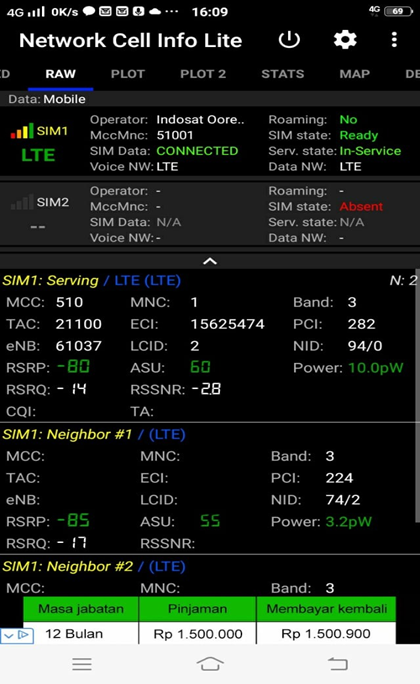 4G 0K/s 16:09 4G 69
Network Cell Info Lite
ED RAW PLOT PLOT 2 STATS MAP DE
Data: Mobile
SIM1 LTE
Operator: Indosat Oore.. Roaming: No
MccMnc: 51001 SIM state: Ready
SIM Data: CONNECTED Serv. state: In-Service
Voice NW: LTE Data NW: LTE
SIM2 --
Operator: - Roaming: -
MccMnc: - SIM state: Absent
SIM Data: N/A Serv. state: N/A
Voice NW: - Data NW: -
SIM1: Serving / LTE (LTE) N: 2
MCC: 510 MNC: 1 Band: 3
TAC: 21100 ECI: 15625474 PCI: 282
eNB: 61037 LCID: 2 NID: 94/0
RSRP: -80 ASU: 60 Power: 10.0pW
RSRQ: -14 RSSNR: -2.8
CQI: TA:
SIM1: Neighbor #1 / (LTE)
MCC: MNC: Band: 3
TAC: ECI: PCI: 224
eNB: LCID: NID: 74/2
RSRP: -85 ASU: 55 Power: 3.2pW
RSRQ: -17 RSSNR:
SIM1: Neighbor #2 / (LTE)
MCC: MNC: Band: 3
Masa jabatan Pinjaman Membayar kembali
12 Bulan Rp 1.500.000 Rp 1.500.900